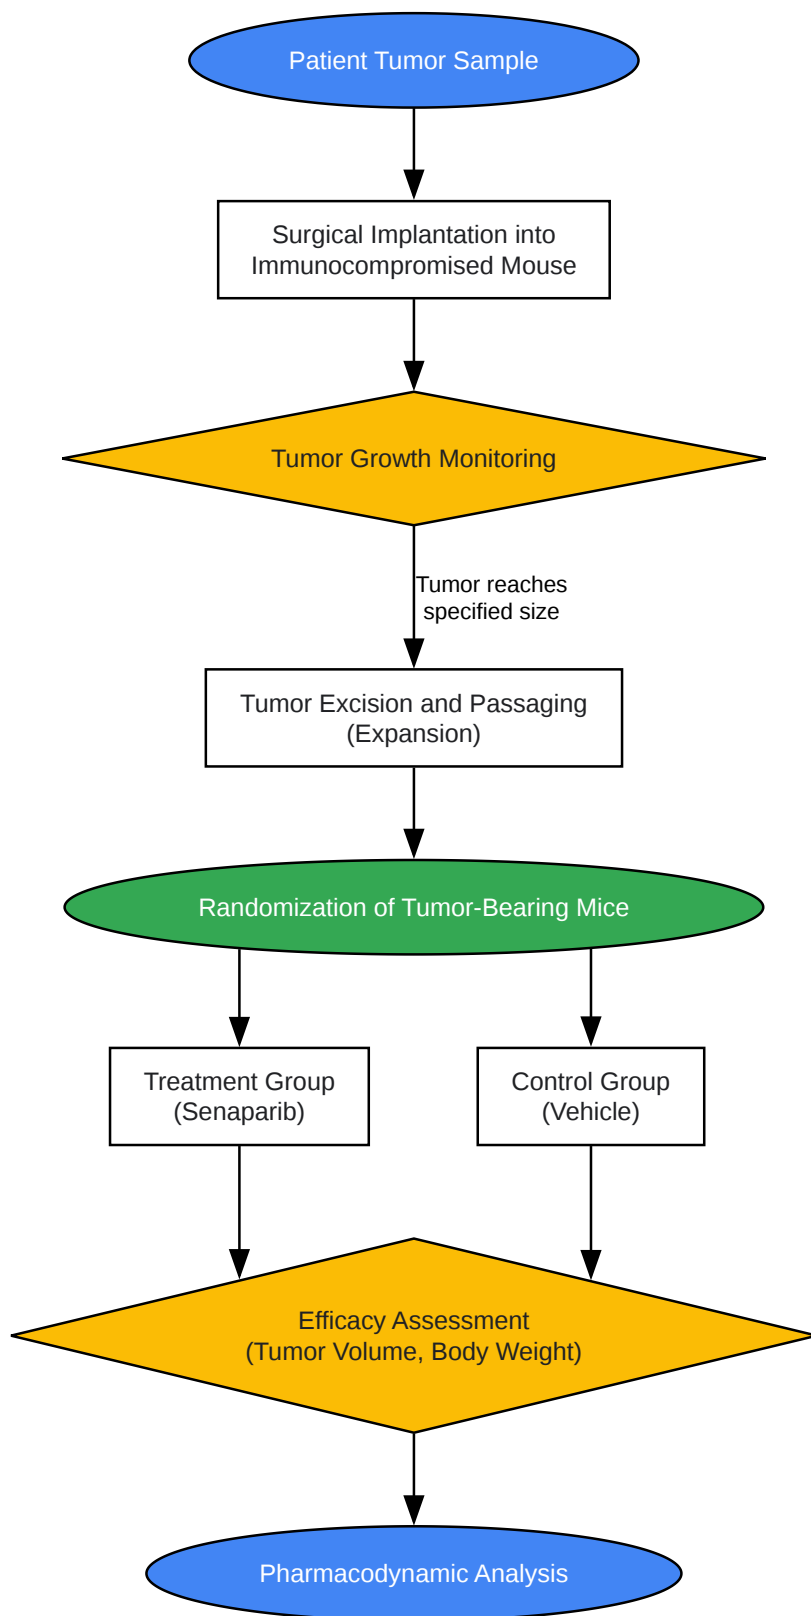 Patient Tumor Sample
Surgical Implantation into
Immunocompromised Mouse
Tumor Growth Monitoring
Tumor reaches
specified size
Tumor Excision and Passaging
(Expansion)
Randomization of Tumor-Bearing Mice
Treatment Group
(Senaparib)
Control Group
(Vehicle)
Efficacy Assessment
(Tumor Volume, Body Weight)
Pharmacodynamic Analysis